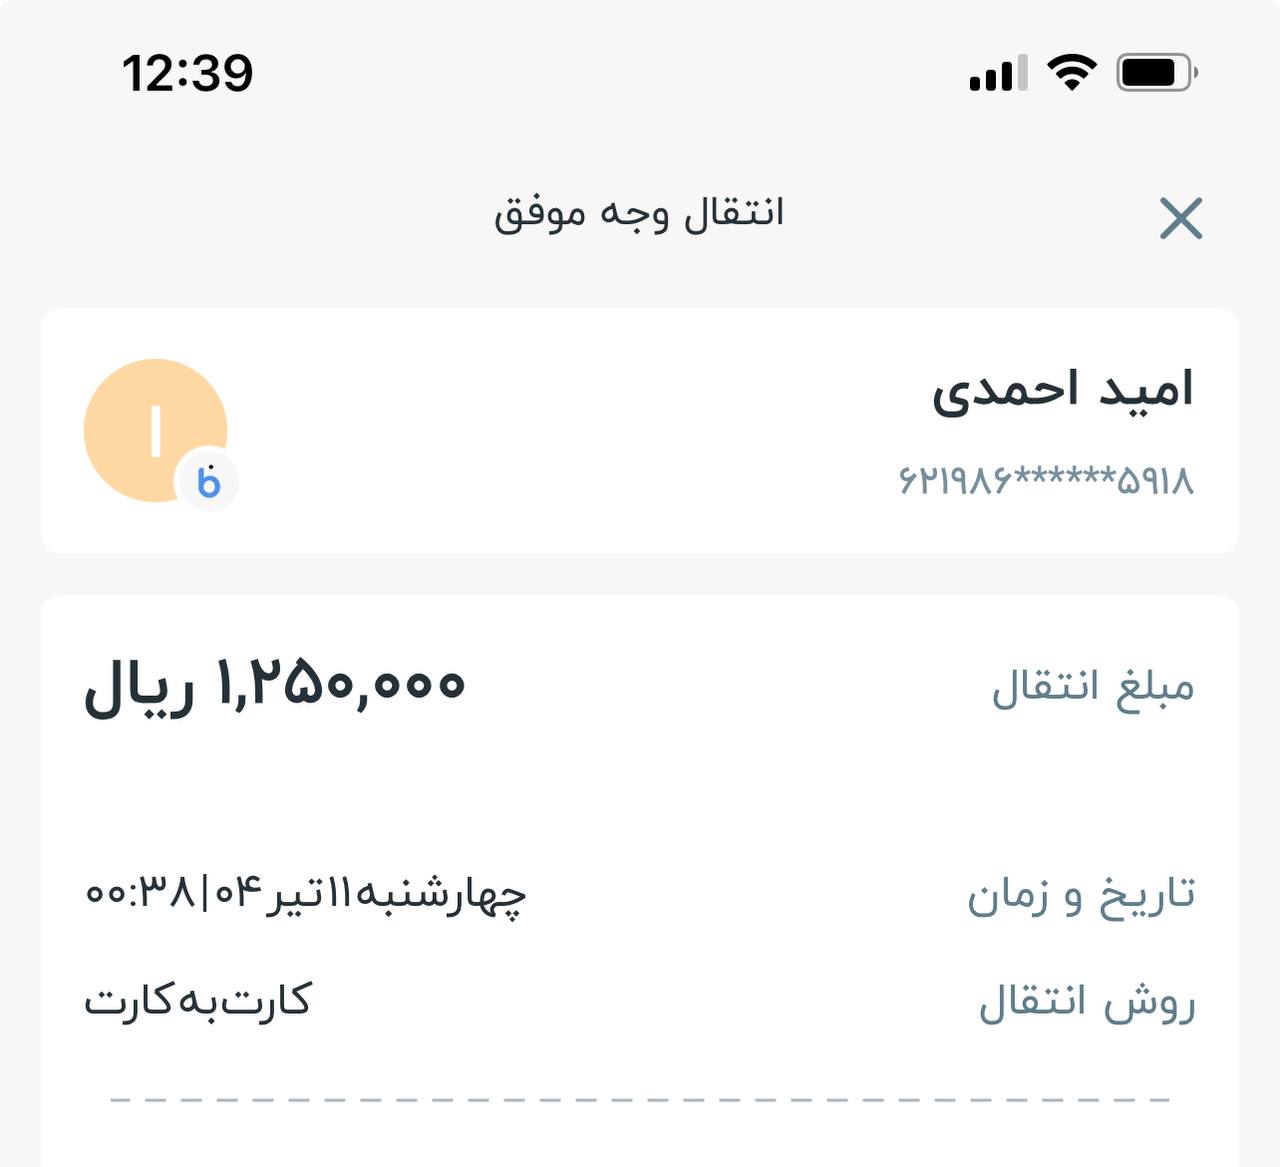 12:39
انتقال وجه موفق
امید احمدی
ا
۶۲۱۹۸۶******۵۹۱۸
مبلغ انتقال
۱,۲۵۰,۰۰۰ ریال
تاریخ و زمان
چهارشنبه ۱۱ تیر ۰۴ | ۰۰:۳۸
روش انتقال
کارت‌به‌کارت